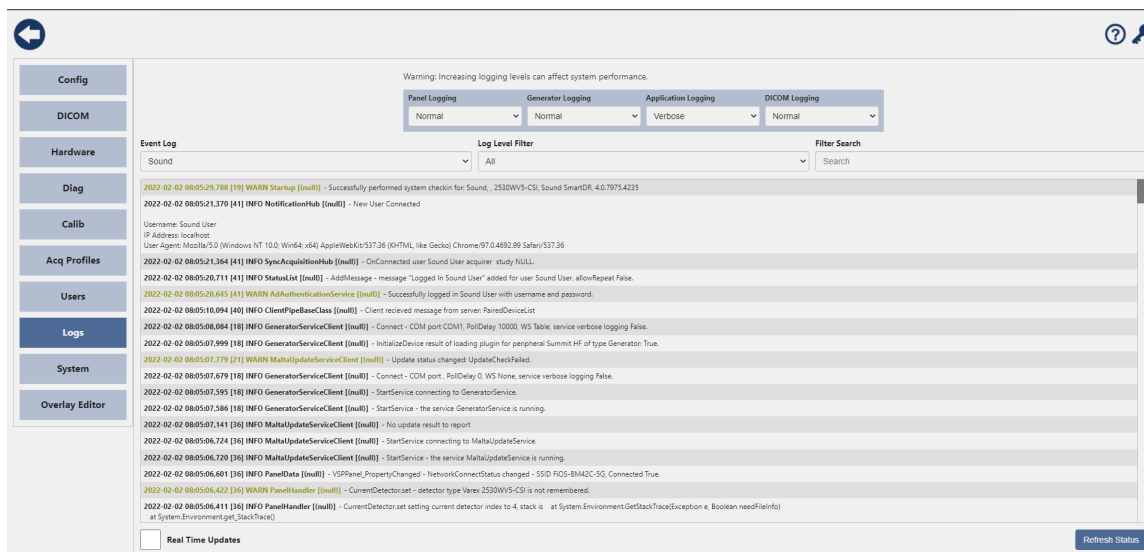 Config
DICOM
Hardware
Diag
Calib
Acq Profiles
Users
Logs
System
Overlay Editor
Warning: Increasing logging levels can affect system performance.
Panel Logging Generator Logging Application Logging DICOM Logging
Normal Normal Verbose Normal
Event Log Log Level Filter Filter Search
Sound All Search
2022-02-02 08:05:29,788 [19] WARN Startup [(null)] - Successfully performed system checkin for: Sound, , 2530WV5-CSI, Sound SmartDR, 4.0.7975.4235
2022-02-02 08:05:21,370 [41] INFO NotificationHub [(null)] - New User Connected
Username: Sound User
IP Address: localhost
User Agent: Mozilla/5.0 (Windows NT 10.0; Win64; x64) AppleWebKit/537.36 (KHTML, like Gecko) Chrome/97.0.4692.99 Safari/537.36
2022-02-02 08:05:21,364 [41] INFO SyncAcquisitionHub [(null)] - OnConnected user Sound User acquirer study NULL.
2022-02-02 08:05:20,711 [41] INFO StatusList [(null)] - AddMessage - message "Logged In Sound User" added for user Sound User, allowRepeat False.
2022-02-02 08:05:20,645 [41] WARN AdAuthenticationService [(null)] - Successfully logged in Sound User with username and password.
2022-02-02 08:05:10,094 [40] INFO ClientPipeBaseClass [(null)] - Client recieved message from server: PairedDeviceList
2022-02-02 08:05:08,084 [18] INFO GeneratorServiceClient [(null)] - Connect - COM port COM1, PollDelay 10000, WS Table, service verbose logging False.
2022-02-02 08:05:07,999 [18] INFO GeneratorServiceClient [(null)] - InitializeDevice result of loading plugin for peripheral Summit HF of type Generator: True.
2022-02-02 08:05:07,779 [21] WARN MaltaUpdateServiceClient [(null)] - Update status changed: UpdateCheckFailed.
2022-02-02 08:05:07,679 [18] INFO GeneratorServiceClient [(null)] - Connect - COM port , PollDelay 0, WS None, service verbose logging False.
2022-02-02 08:05:07,595 [18] INFO GeneratorServiceClient [(null)] - StartService connecting to GeneratorService.
2022-02-02 08:05:07,586 [18] INFO GeneratorServiceClient [(null)] - StartService - the service GeneratorService is running.
2022-02-02 08:05:07,141 [36] INFO MaltaUpdateServiceClient [(null)] - No update result to report
2022-02-02 08:05:06,724 [36] INFO MaltaUpdateServiceClient [(null)] - StartService connecting to MaltaUpdateService.
2022-02-02 08:05:06,720 [36] INFO MaltaUpdateServiceClient [(null)] - StartService - the service MaltaUpdateService is running.
2022-02-02 08:05:06,601 [36] INFO PanelData [(null)] - VSPPanel_PropertyChanged - NetworkConnectStatus changed - SSID FiOS-8M42C-5G, Connected True.
2022-02-02 08:05:06,422 [36] WARN PanelHandler [(null)] - CurrentDetector.set - detector type Varex 2530WV5-CSI is not remembered.
2022-02-02 08:05:06,411 [36] INFO PanelHandler [(null)] - CurrentDetector.set setting current detector index to 4, stack is at System.Environment.GetStackTrace(Exception e, Boolean needFileInfo)
at System.Environment.get_StackTrace()
Real Time Updates
Refresh Status